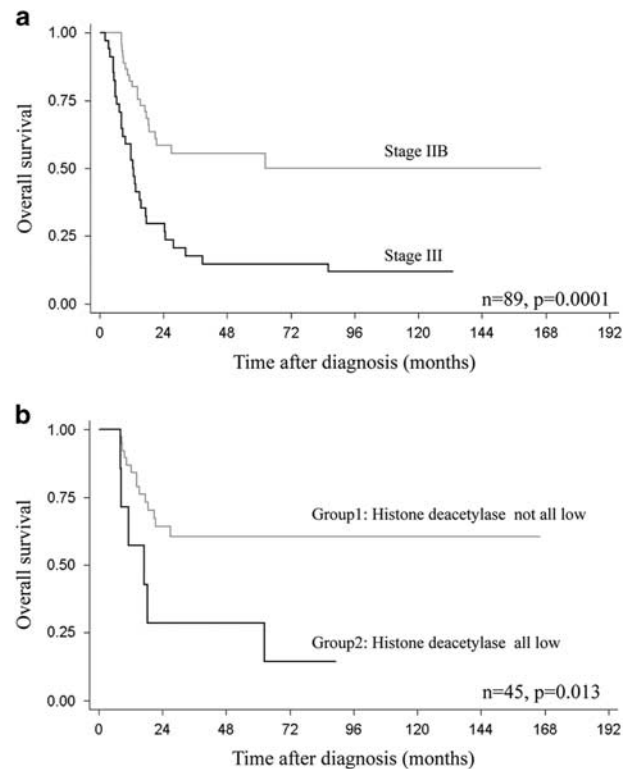 a
1.00
0.75
0.50
0.25
0.00
Overall survival
Stage IIB
Stage III
n=89, p=0.0001
0 24 48 72 96 120 144 168 192
Time after diagnosis (months)
b
1.00
0.75
0.50
0.25
0.00
Overall survival
Group1: Histone deacetylase not all low
Group2: Histone deacetylase all low
n=45, p=0.013
0 24 48 72 96 120 144 168 192
Time after diagnosis (months)